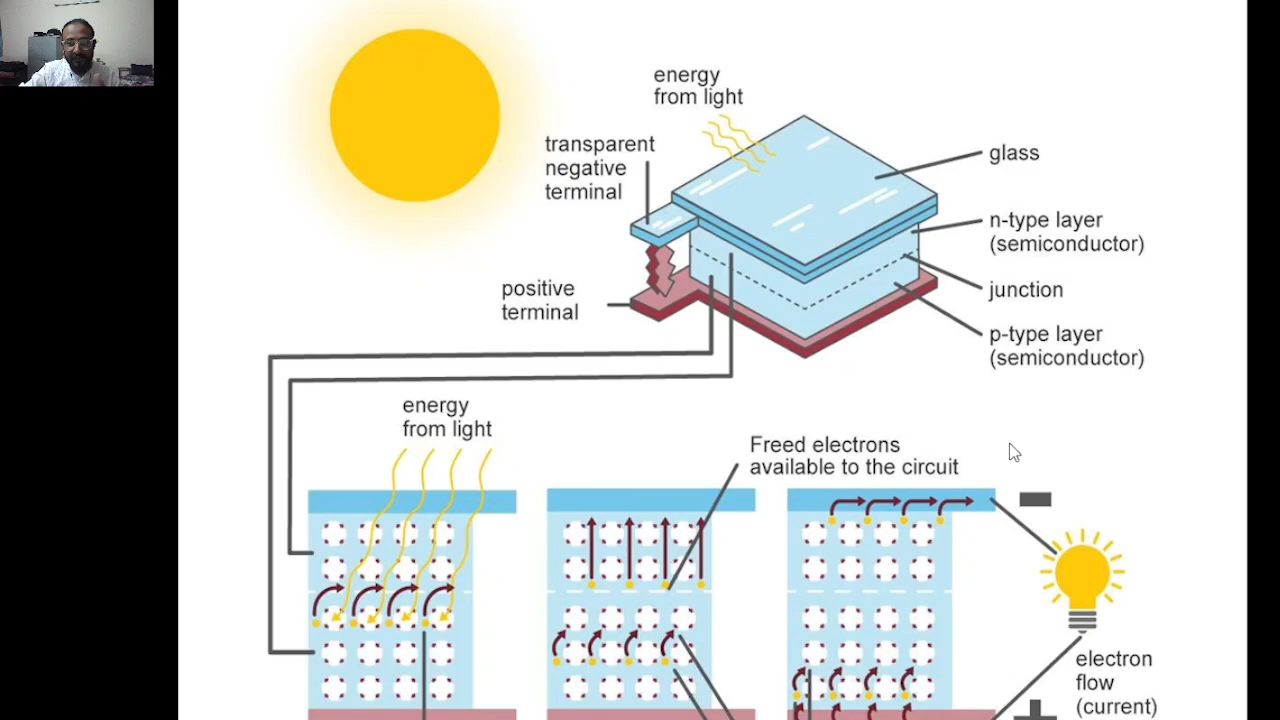 energy
from light
transparent
negative
terminal
glass
n-type layer
(semiconductor)
positive
terminal
junction
p-type layer
(semiconductor)
energy
from light
Freed electrons
available to the circuit
electron
flow
(current)